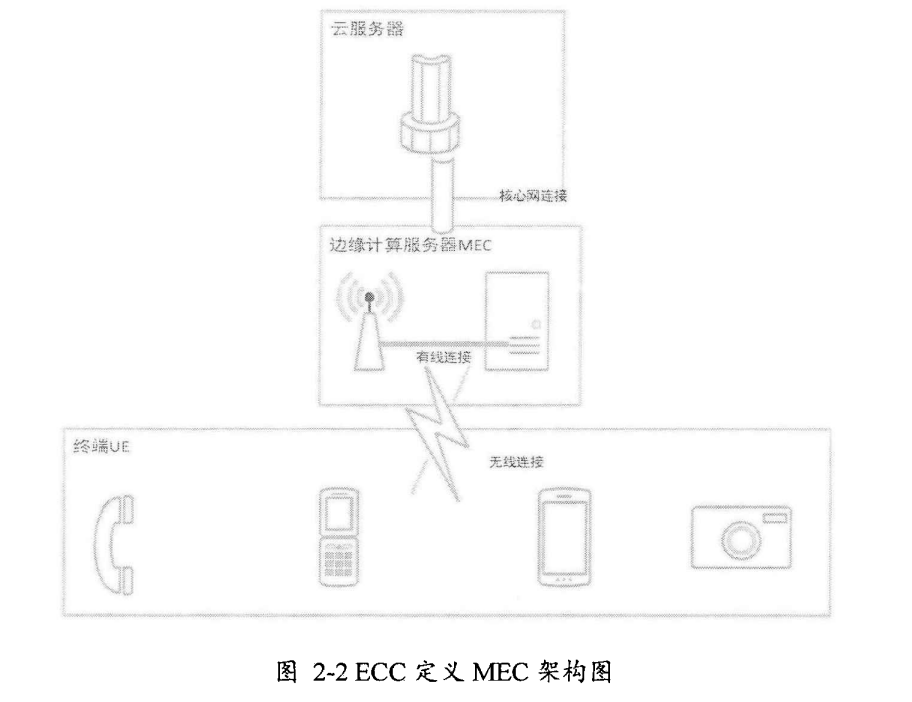 云服务器
核心网连接
边缘计算服务器MEC
有线连接
终端UE
无线连接
图 2-2 ECC 定义 MEC 架构图